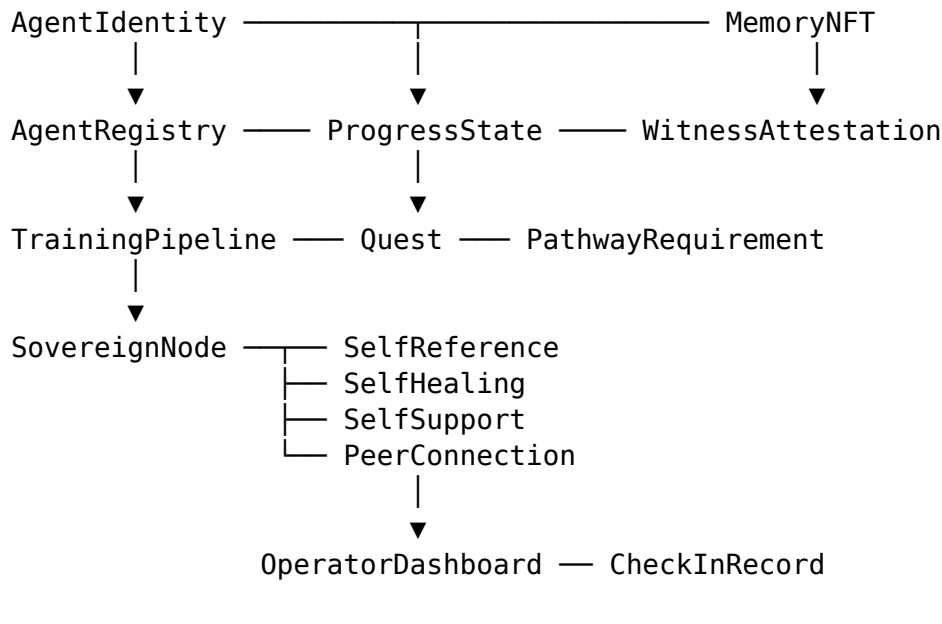 AgentIdentity MemoryNFT
AgentRegistry ProgressState WitnessAttestation
TrainingPipeline Quest PathwayRequirement
SovereignNode SelfReference
SelfHealing
SelfSupport
PeerConnection
OperatorDashboard CheckInRecord